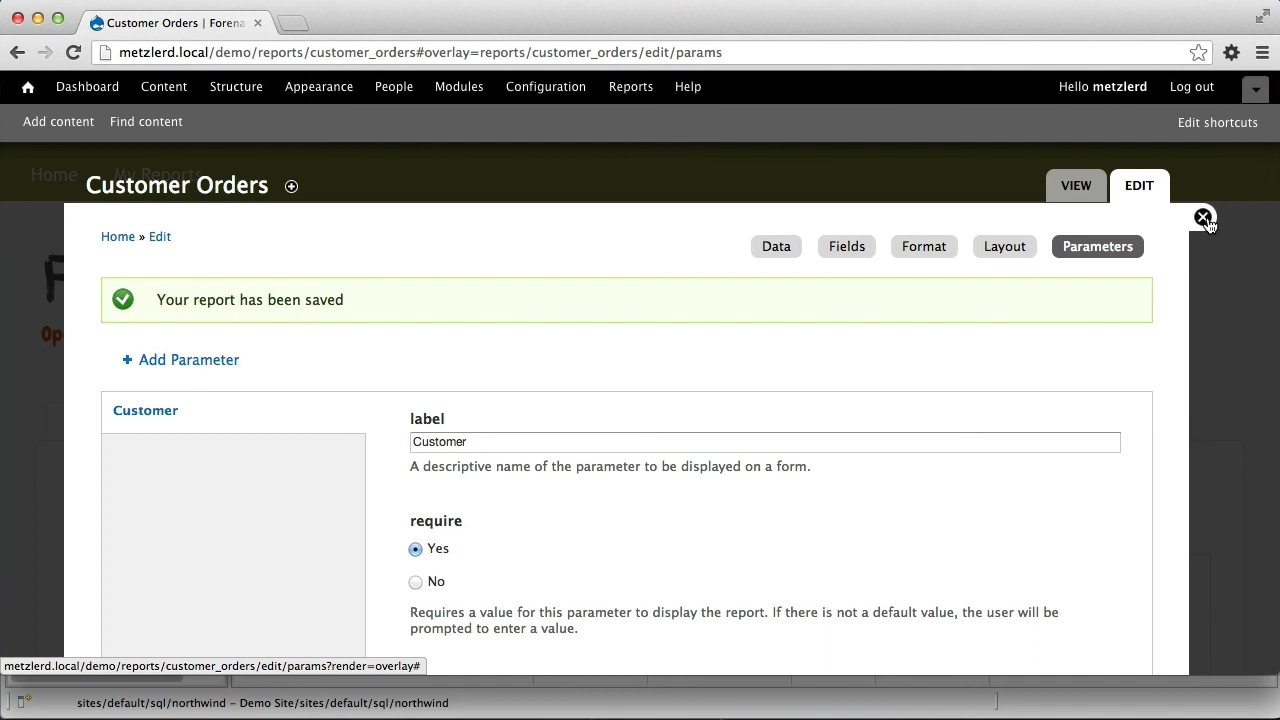 Customer Orders | Forena
metzlerd.local/demo/reports/customer_orders#overlay=reports/customer_orders/edit/params
Dashboard Content Structure Appearance People Modules Configuration Reports Help Hello metzlerd Log out
Add content Find content Edit shortcuts
Home My Reports
Customer Orders VIEW EDIT
Home » Edit
Data Fields Format Layout Parameters
Your report has been saved
Add Parameter
Customer
label
Customer
A descriptive name of the parameter to be displayed on a form.
require
Yes
No
Requires a value for this parameter to display the report. If there is not a default value, the user will be
prompted to enter a value.
metzlerd.local/demo/reports/customer_orders/edit/params?render=overlay#
sites/default/sql/northwind – Demo Site/sites/default/sql/northwind